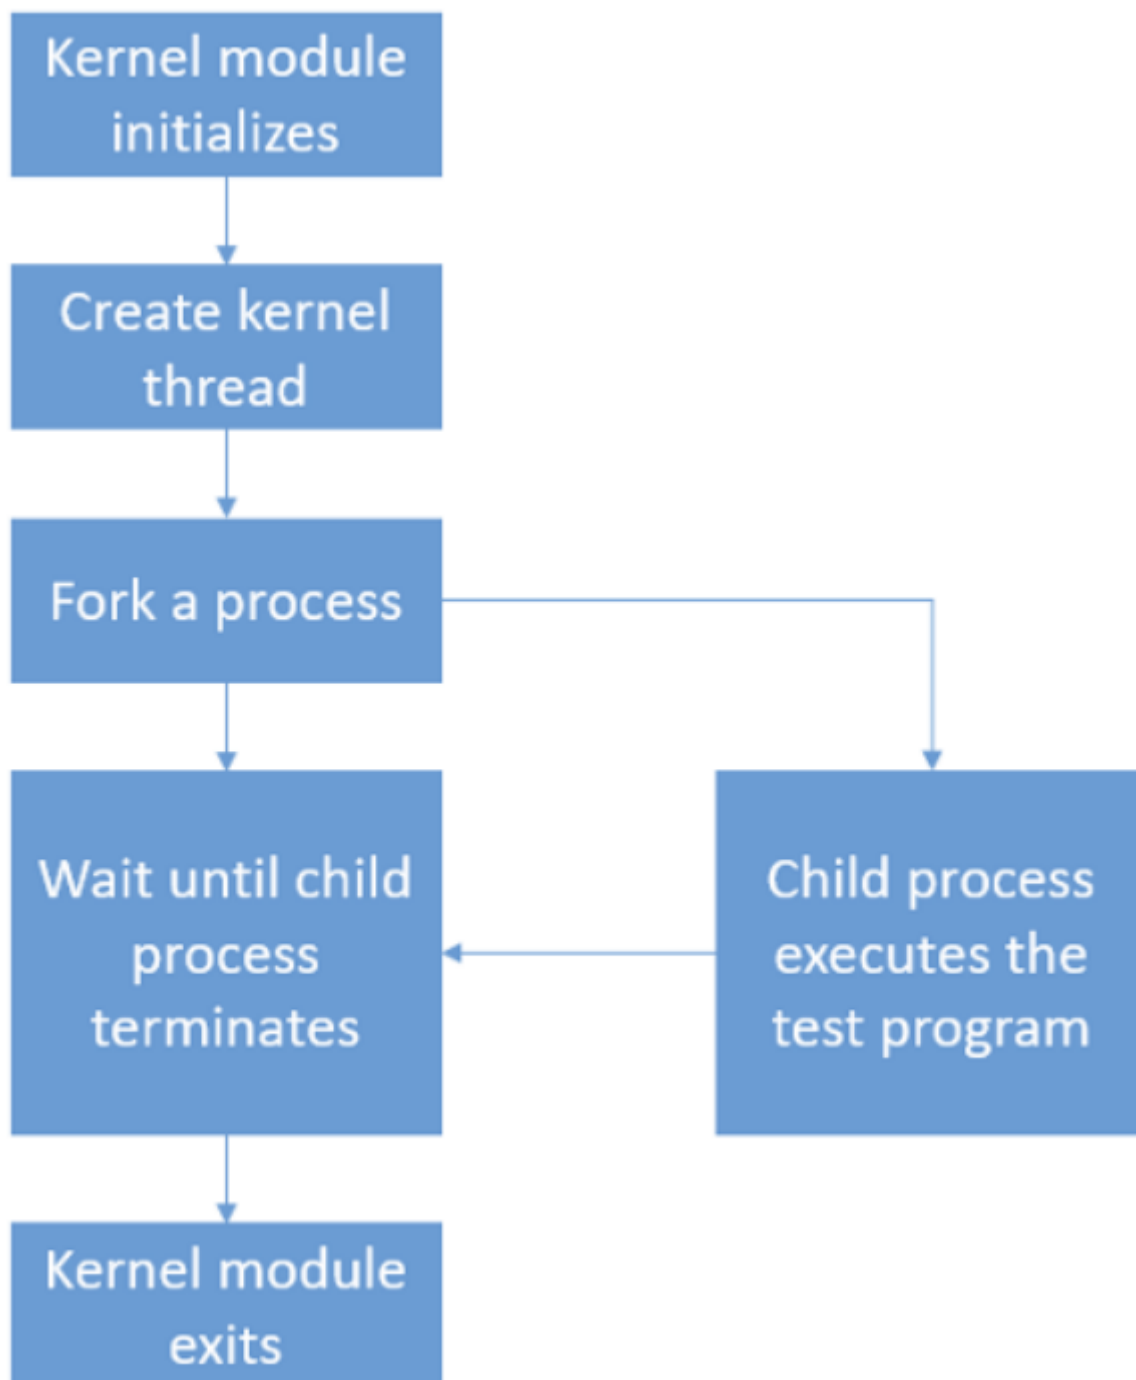 Kernel module
initializes
Create kernel
thread
Fork a process
Wait until child
process
terminates
Child process
executes the
test program
Kernel module
exits